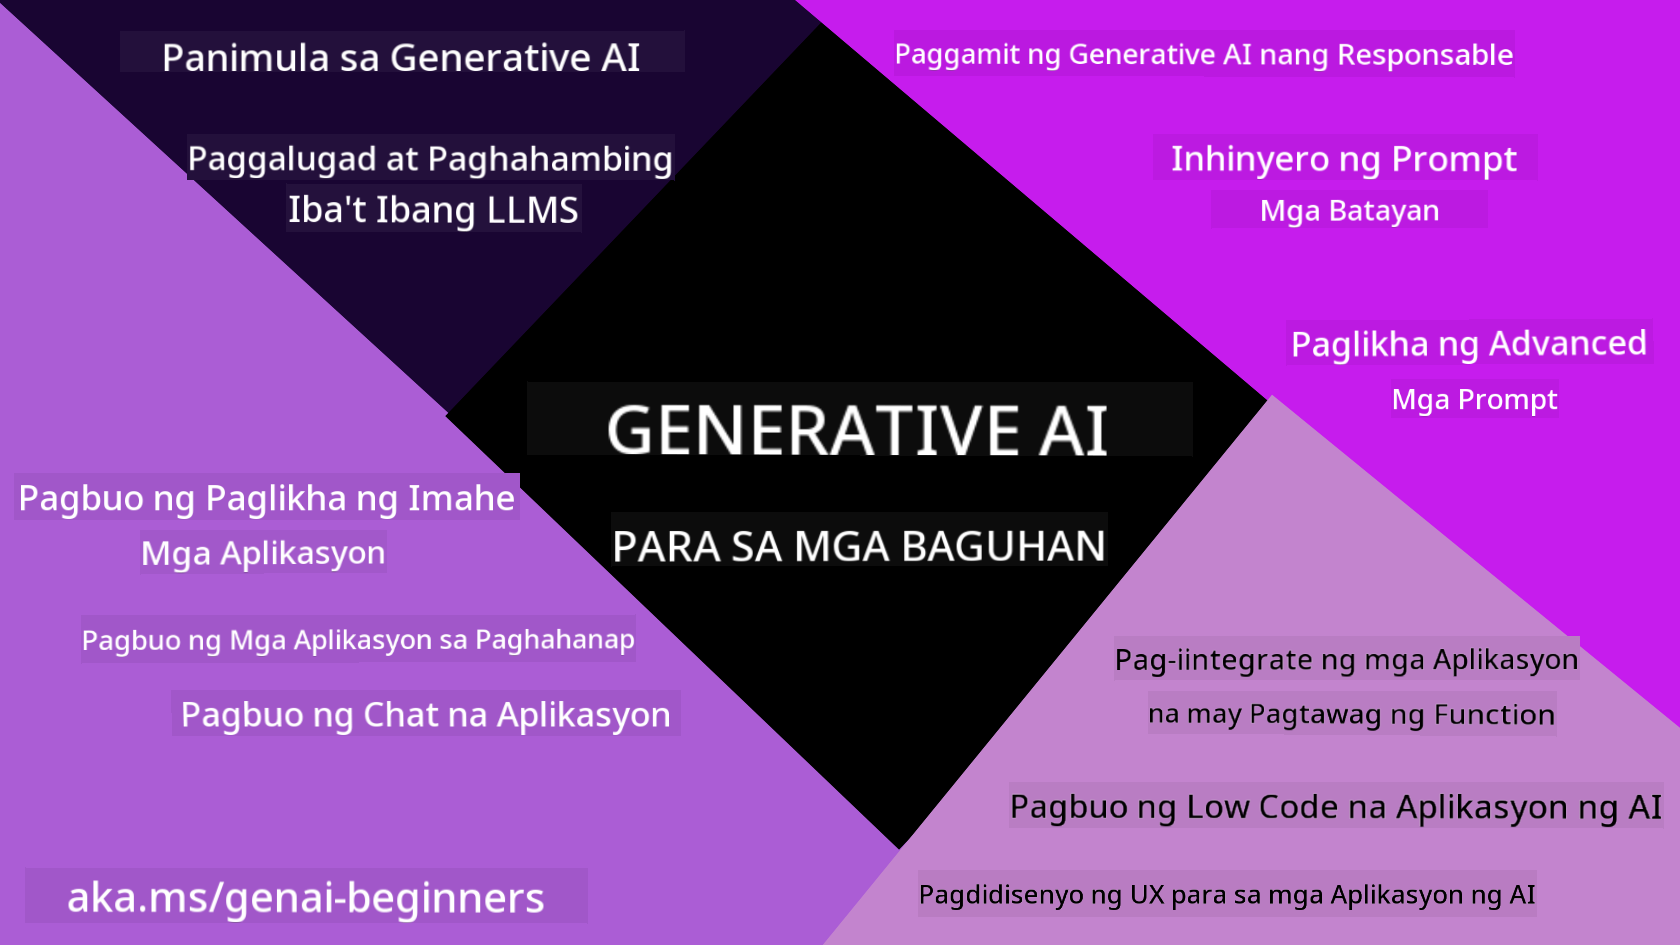 Panimula sa Generative AI
Paggalugad at Paghahambing
Iba't Ibang LLMS
Paggamit ng Generative AI nang Responsable
Inhinyero ng Prompt
Mga Batayan
Paglikha ng Advanced
Mga Prompt
GENERATIVE AI
PARA SA MGA BAGUHAN
Pagbuo ng Paglikha ng Imahe
Mga Aplikasyon
Pagbuo ng Mga Aplikasyon sa Paghahanap
Pagbuo ng Chat na Aplikasyon
aka.ms/genai-beginners
Pag-iintegrate ng mga Aplikasyon
na may Pagtawag ng Function
Pagbuo ng Low Code na Aplikasyon ng AI
Pagdidisenyo ng UX para sa mga Aplikasyon ng AI